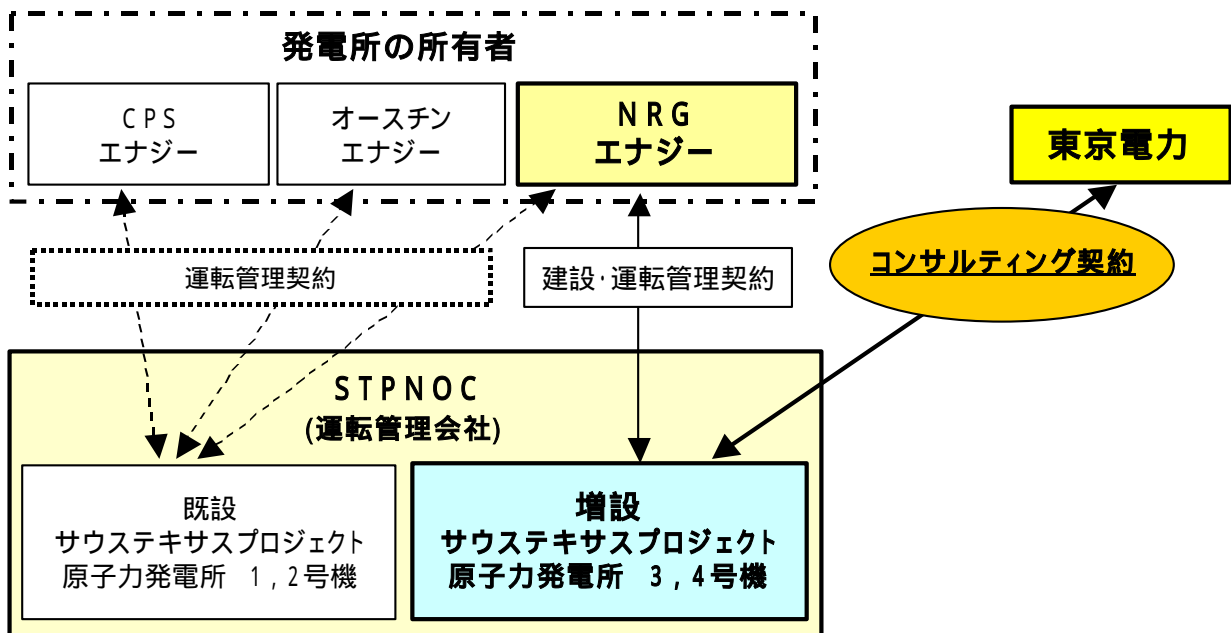 発電所の所有者
CPS
エナジー
オースチン
エナジー
NRG
エナジー
東京電力
運転管理契約
建設・運転管理契約
コンサルティング契約
STPNOC
(運転管理会社)
既設
サウステキサスプロジェクト
原子力発電所 1,2号機
増設
サウステキサスプロジェクト
原子力発電所 3,4号機